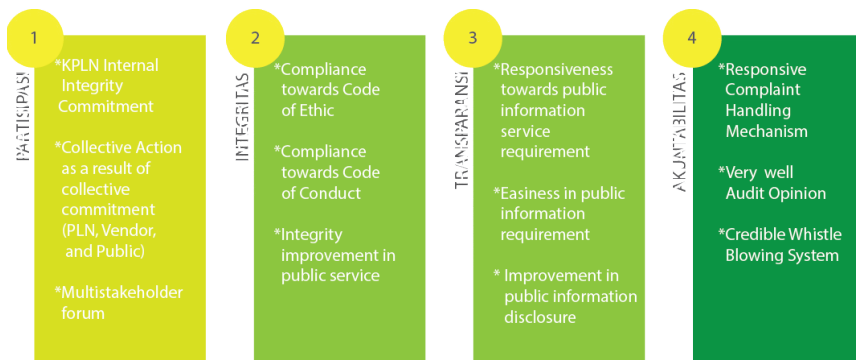 1
PARTISIPASI
*KPLN Internal
Integrity
Commitment
*Collective Action
as a result of
collective
commitment
(PLN, Vendor,
and Public)
*Multistakeholder
forum
2
INTEGRITAS
*Compliance
towards Code
of Ethic
*Compliance
towards Code
of Conduct
*Integrity
improvement in
public service
3
TRANSPARANSI
*Responsiveness
towards public
information
service
requirement
*Easiness in public
information
requirement
* Improvement in
public information
disclosure
4
AKUNTABILITAS
*Responsive
Complaint
Handling
Mechanism
*Very well
Audit Opinion
*Credible Whistle
Blowing System